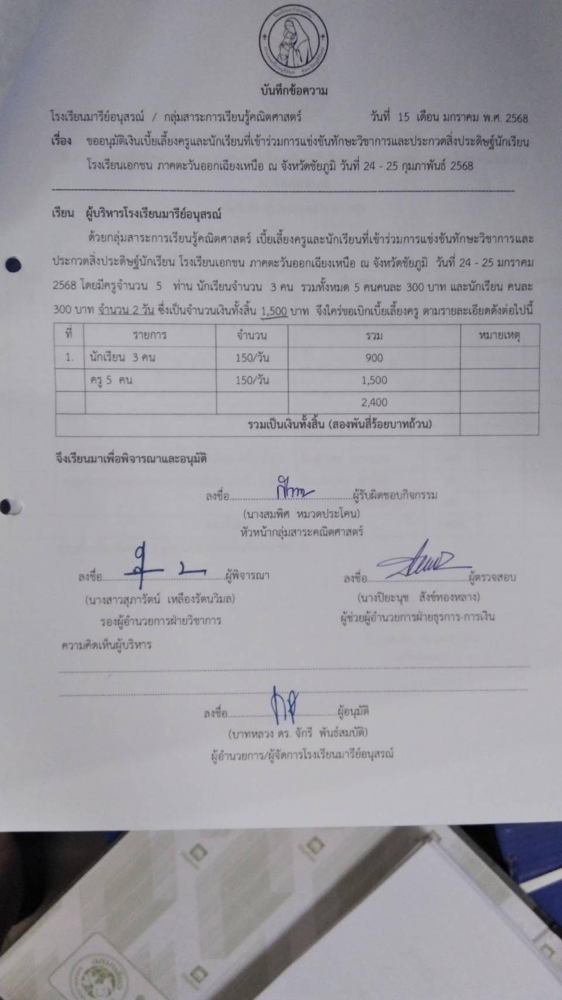 บันทึกข้อความ
โรงเรียนมารีย์อนุสรณ์ / กลุ่มสาระการเรียนรู้คณิตศาสตร์ วันที่ 15 เดือน มกราคม พ.ศ. 2568
เรื่อง ขออนุมัติเงินเบี้ยเลี้ยงครูและนักเรียนที่เข้าร่วมการแข่งขันทักษะวิชาการและประกวดสิ่งประดิษฐ์นักเรียน
โรงเรียนเอกชน ภาคตะวันออกเฉียงเหนือ ณ จังหวัดชัยภูมิ วันที่ 24 - 25 กุมภาพันธ์ 2568
เรียน ผู้บริหารโรงเรียนมารีย์อนุสรณ์
ด้วยกลุ่มสาระการเรียนรู้คณิตศาสตร์ เบี้ยเลี้ยงครูและนักเรียนที่เข้าร่วมการแข่งขันทักษะวิชาการและ
ประกวดสิ่งประดิษฐ์นักเรียน โรงเรียนเอกชน ภาคตะวันออกเฉียงเหนือ ณ จังหวัดชัยภูมิ วันที่ 24 - 25 มกราคม
2568 โดยมีครูจำนวน 5 ท่าน นักเรียนจำนวน 3 คน รวมทั้งหมด 5 คนคนละ 300 บาท และนักเรียน คนละ
300 บาท จำนวน 2 วัน ซึ่งเป็นจำนวนเงินทั้งสิ้น 1,500 บาท จึงใคร่ขอเบิกเบี้ยเลี้ยงครู ตามรายละเอียดดังต่อไปนี้
ที่ รายการ จำนวน รวม หมายเหตุ
1. นักเรียน 3 คน 150/วัน 900
ครู 5 คน 150/วัน 1,500
2,400
รวมเป็นเงินทั้งสิ้น (สองพันสี่ร้อยบาทถ้วน)
จึงเรียนมาเพื่อพิจารณาและอนุมัติ
ลงชื่อ........................................ผู้รับผิดชอบกิจกรรม
(นางสมพิศ หมวดประโคน)
หัวหน้ากลุ่มสาระคณิตศาสตร์
ลงชื่อ........................................ผู้พิจารณา ลงชื่อ........................................ผู้ตรวจสอบ
(นางสาวสุภารัตน์ เหลืองรัตนวิมล) (นางปิยะนุช สังข์ทองหลาง)
รองผู้อำนวยการฝ่ายวิชาการ ผู้ช่วยผู้อำนวยการฝ่ายธุรการ-การเงิน
ความคิดเห็นผู้บริหาร
ลงชื่อ........................................ผู้อนุมัติ
(บาทหลวง ดร. จักรี พันธ์สมบัติ)
ผู้อำนวยการ/ผู้จัดการโรงเรียนมารีย์อนุสรณ์